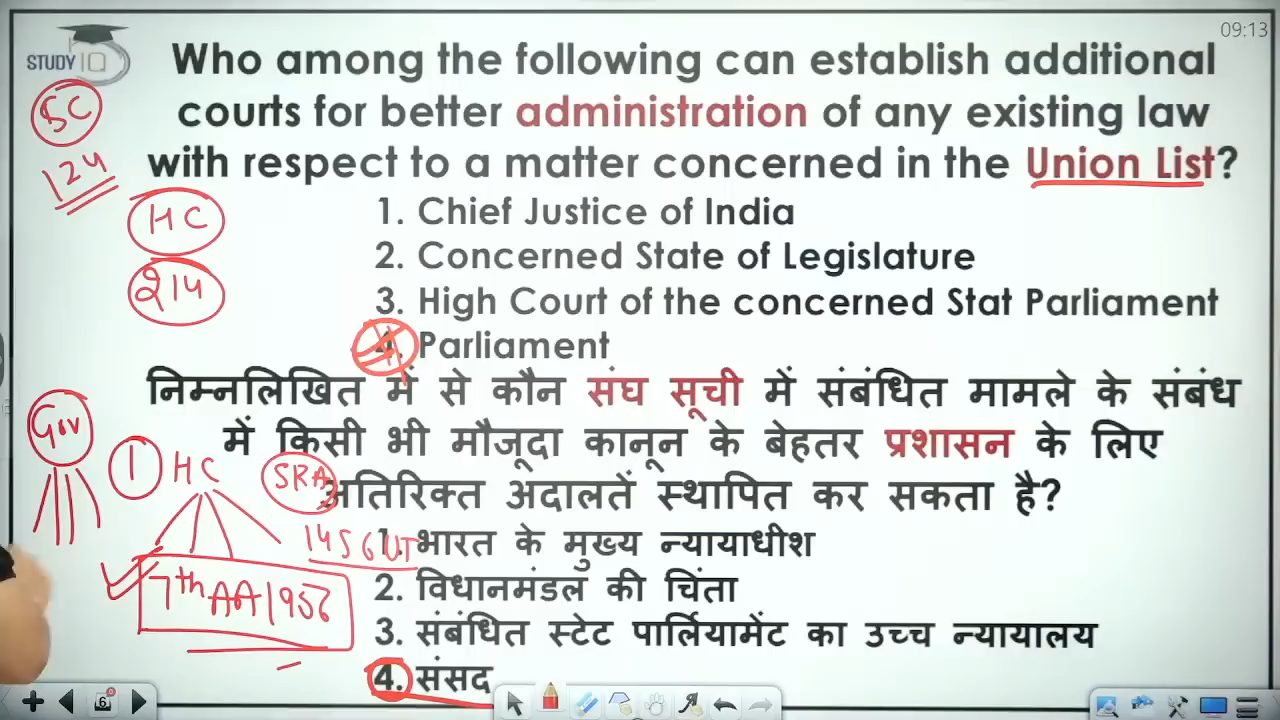 09:13
STUDY IQ
Who among the following can establish additional
courts for better administration of any existing law
with respect to a matter concerned in the Union List?
1. Chief Justice of India
2. Concerned State of Legislature
3. High Court of the concerned Stat Parliament
4. Parliament
निम्नलिखित में से कौन संघ सूची में संबंधित मामले के संबंध
में किसी भी मौजूदा कानून के बेहतर प्रशासन के लिए
अतिरिक्त अदालतें स्थापित कर सकता है?
1. भारत के मुख्य न्यायाधीश
2. विधानमंडल की चिंता
3. संबंधित स्टेट पार्लियामेंट का उच्च न्यायालय
4. संसद
SC
124
HC
214
Gov
1 HC
SRA
14S 6UT
7th AA 1956
6